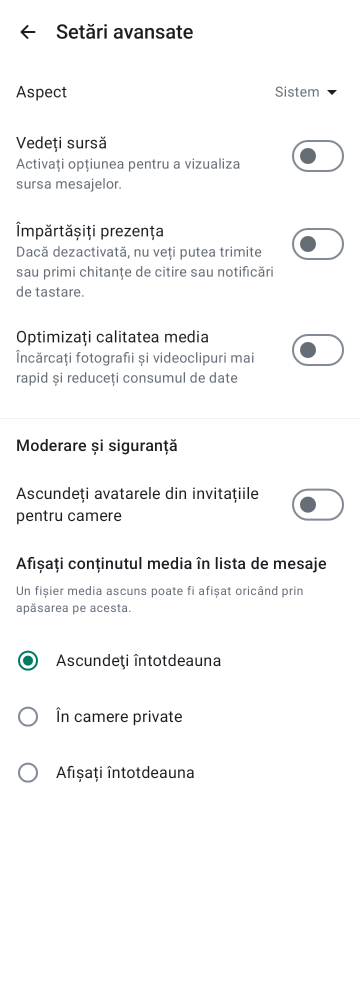 Setări avansate
Aspect
Sistem
Vedeți sursă
Activați opțiunea pentru a vizualiza
sursa mesajelor.
Împărtășiți prezența
Dacă dezactivată, nu veți putea trimite
sau primi chitanțe de citire sau notificări
de tastare.
Optimizați calitatea media
Încărcați fotografii și videoclipuri mai
rapid și reduceți consumul de date
Moderare și siguranță
Ascundeți avatarele din invitațiile
pentru camere
Afișați conținutul media în lista de mesaje
Un fișier media ascuns poate fi afișat oricând prin
apăsarea pe acesta.
Ascundeţi întotdeauna
În camere private
Afișați întotdeauna